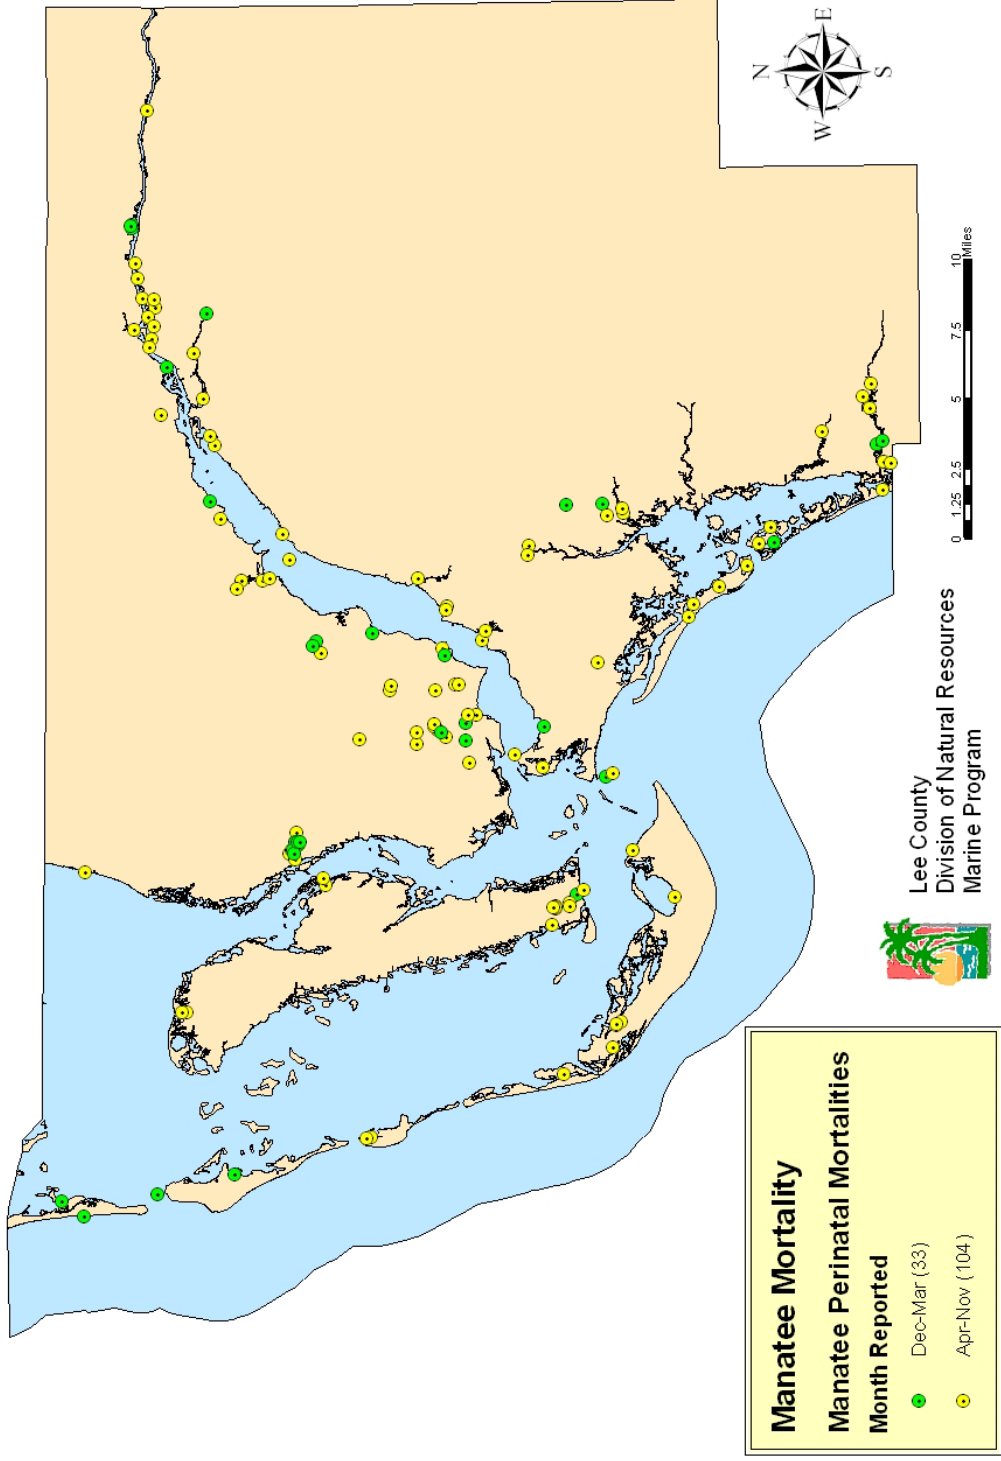 Manatee Mortality
Manatee Perinatal Mortalities
Month Reported
Dec-Mar (33)
Apr-Nov (104)
Lee County
Division of Natural Resources
Marine Program
0 1.25 2.5 5 7.5 10
Miles
N
W E
S